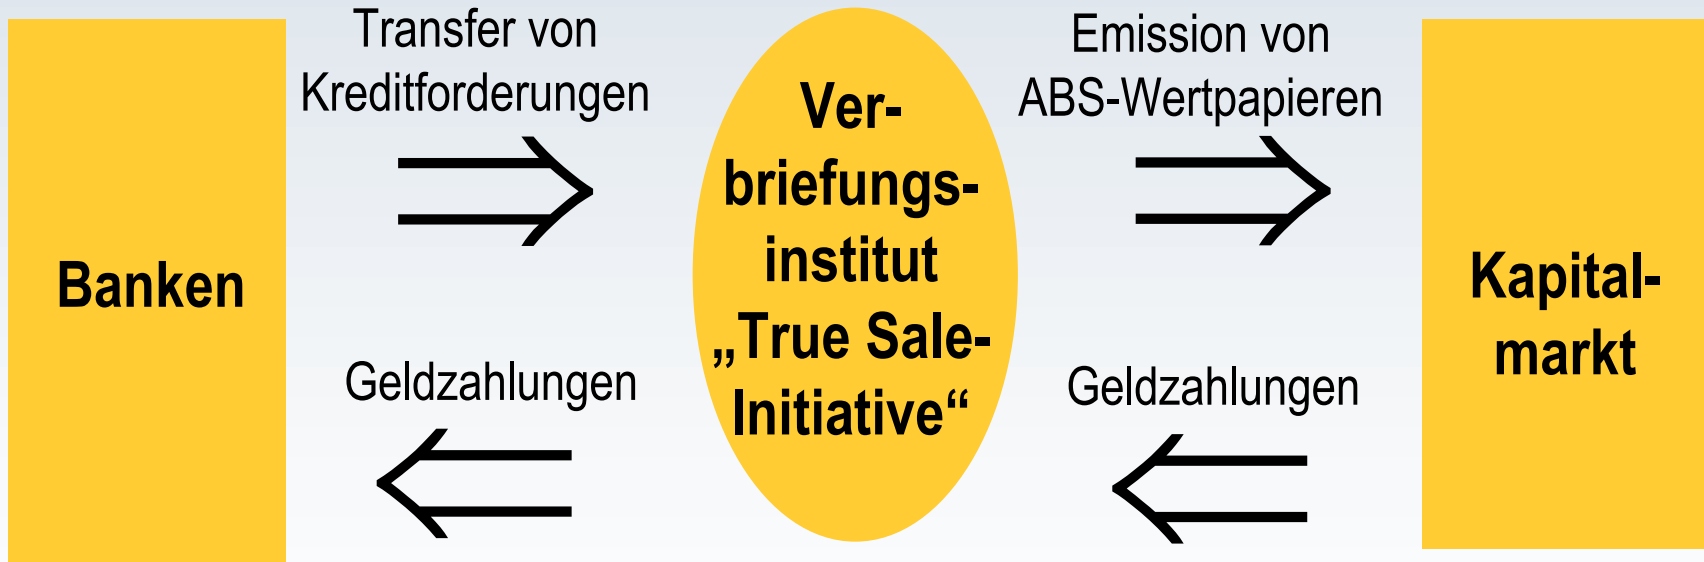 Banken
Transfer von
Kreditforderungen
Geldzahlungen
Ver-
briefungs-
institut
„True Sale-
Initiative“
Emission von
ABS-Wertpapieren
Geldzahlungen
Kapital-
markt